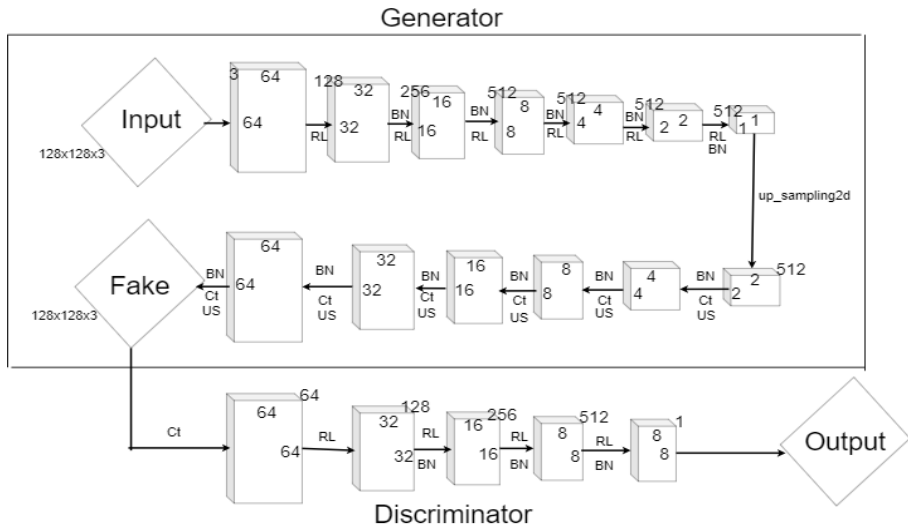 Generator
Input
128x128x3
3 64
64
RL
128 32
32
BN
RL
256 16
16
BN
RL
512 8
8
BN
RL
512 4
4
BN
RL
512 2
2
RL
BN
512 1
1
up_sampling2d
512
2
2
BN
Ct
US
4
4
BN
Ct
US
8
8
BN
Ct
US
16
16
BN
Ct
US
32
32
BN
Ct
US
64
64
BN
Ct
US
Fake
128x128x3
Ct
64 64
64
RL
32 128
32
RL
BN
16 256
16
RL
BN
8 512
8
RL
BN
8 1
8
Output
Discriminator